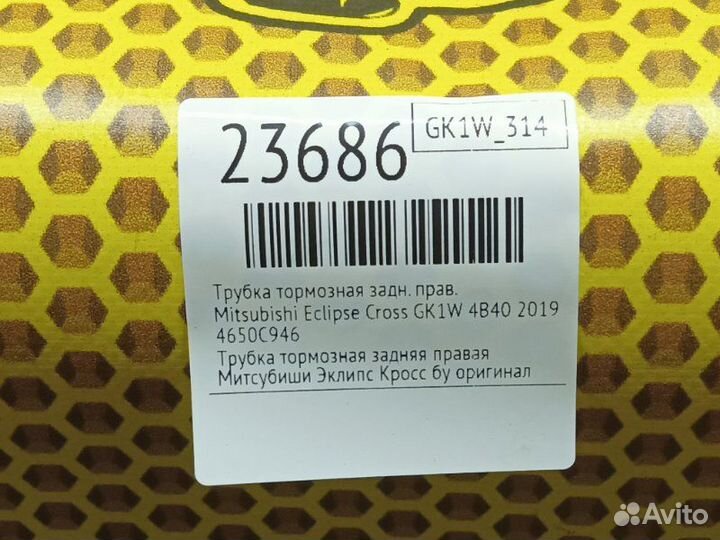 23686
GK1W_314
Трубка тормозная задн. прав.
Mitsubishi Eclipse Cross GK1W 4B40 2019
4650C946
Трубка тормозная задняя правая
Митсубиши Эклипс Кросс бу оригинал
Avito